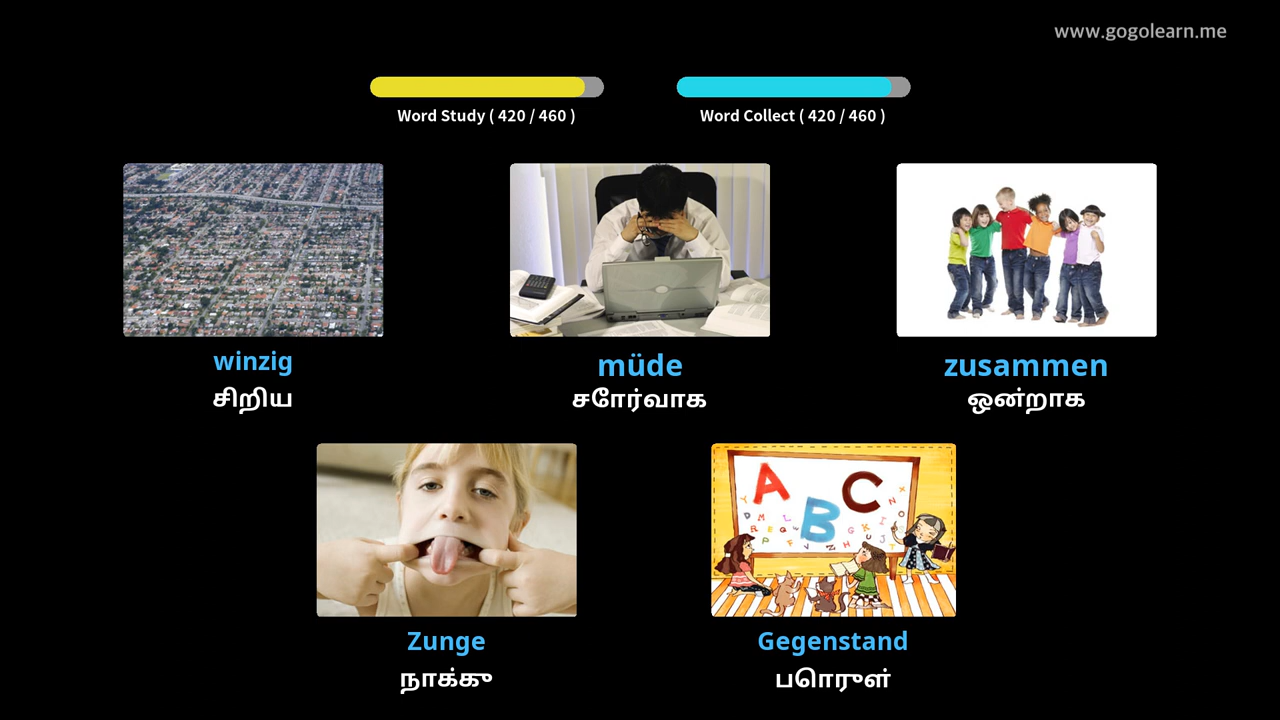 www.gogolearn.me
Word Study ( 420 / 460 )
Word Collect ( 420 / 460 )
winzig
சிறிய
müde
சோர்வாக
zusammen
ஒன்றாக
A B C
Zunge
நாக்கு
Gegenstand
பொருள்